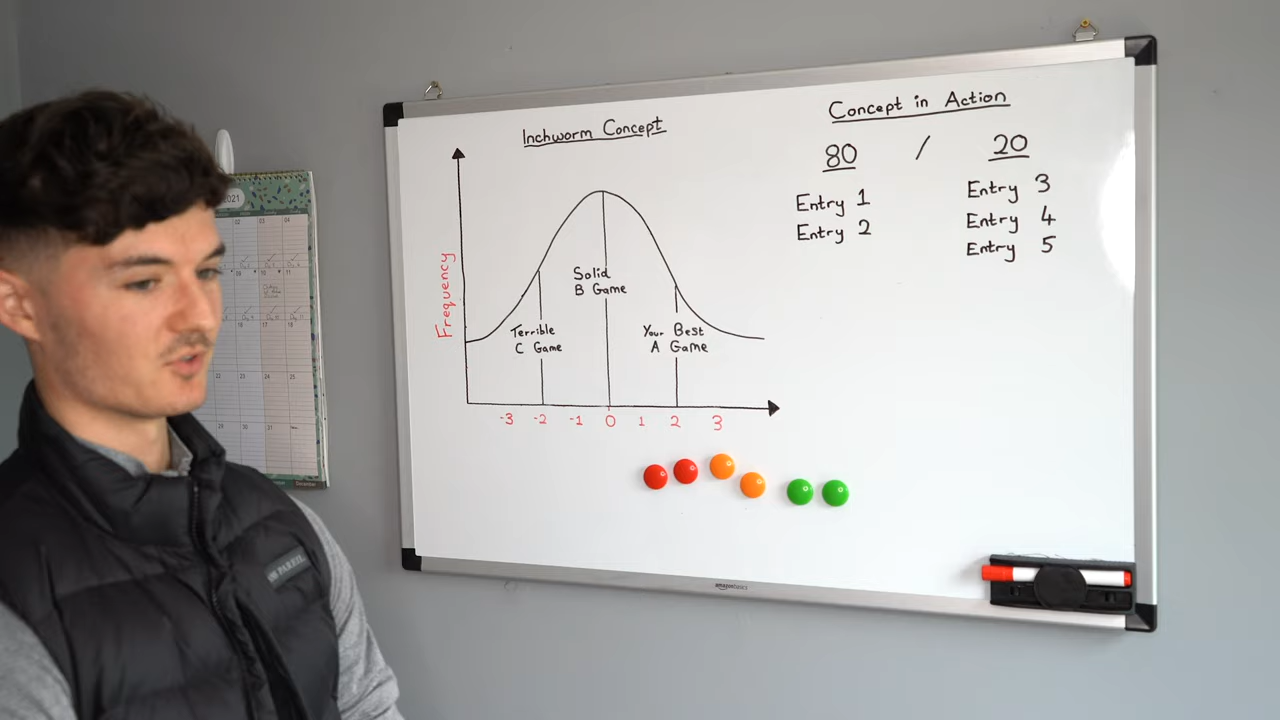 Inchworm Concept
Frequency
Terrible
C Game
Solid
B Game
Your Best
A Game
-3 -2 -1 0 1 2 3
Concept in Action
80 / 20
Entry 1
Entry 2
Entry 3
Entry 4
Entry 5
2021
amazonbasics